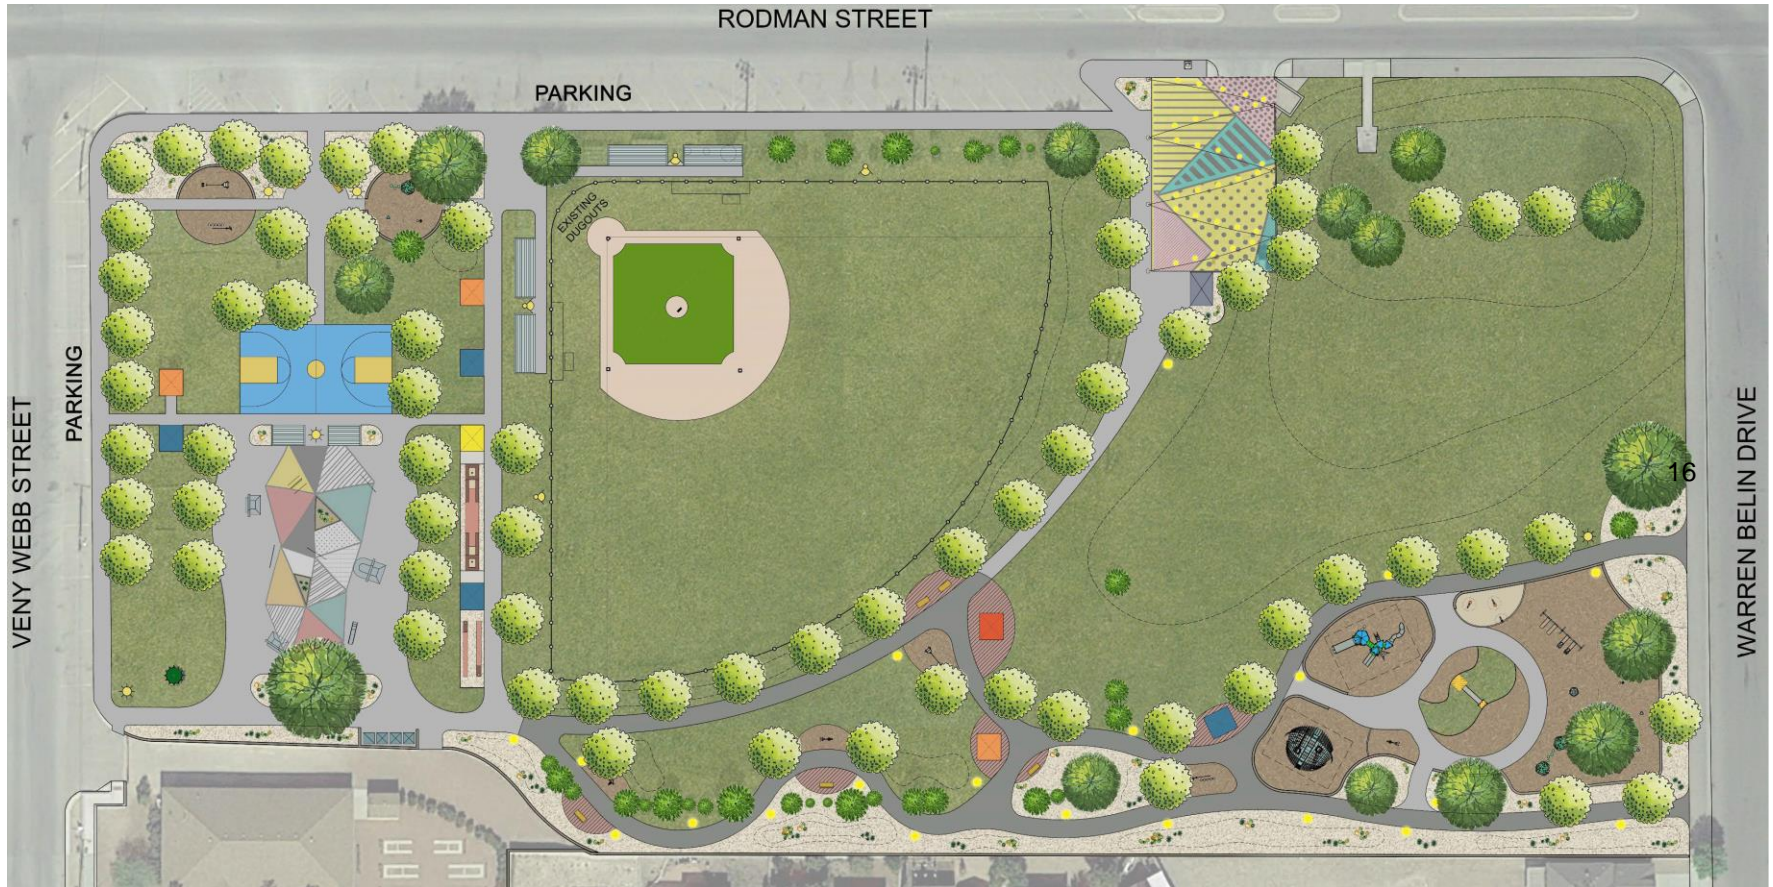 RODMAN STREET
PARKING
EXISTING
DUGOUTS
PARKING
VENY WEBB STREET
WARREN BELIN DRIVE
16